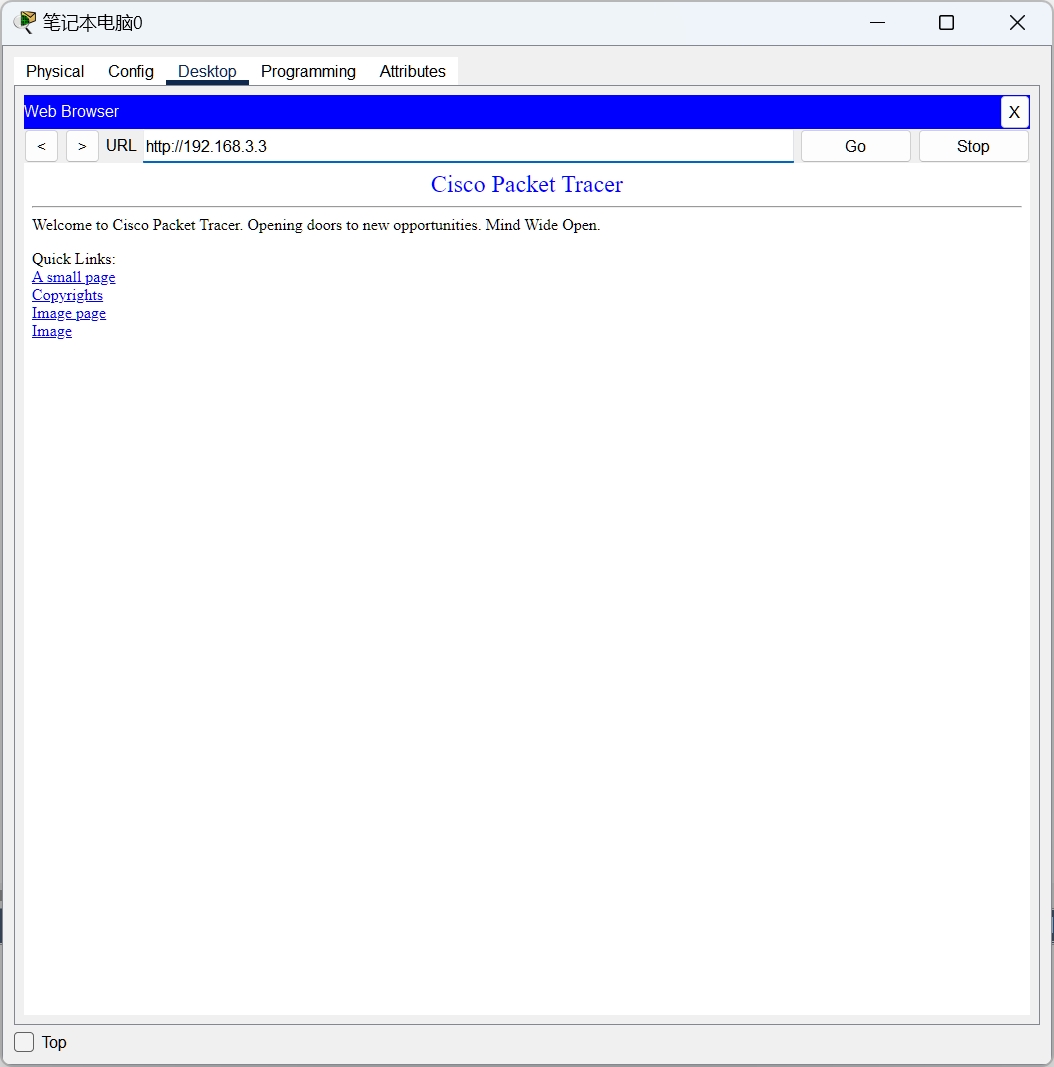 笔记本电脑0
Physical Config Desktop Programming Attributes
Web Browser X
< > URL http://192.168.3.3 Go Stop
Cisco Packet Tracer
Welcome to Cisco Packet Tracer. Opening doors to new opportunities. Mind Wide Open.
Quick Links:
A small page
Copyrights
Image page
Image
Top